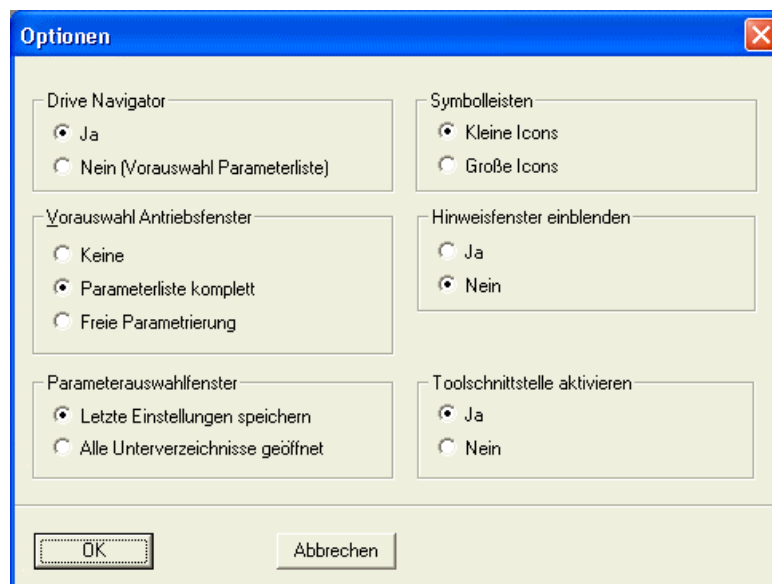 Optionen
Drive Navigator
Ja
Nein (Vorauswahl Parameterliste)
Vorauswahl Antriebsfenster
Keine
Parameterliste komplett
Freie Parametrierung
Parameterauswahlfenster
Letzte Einstellungen speichern
Alle Unterverzeichnisse geöffnet
Symbolleisten
Kleine Icons
Große Icons
Hinweisfenster einblenden
Ja
Nein
Toolschnittstelle aktivieren
Ja
Nein
OK
Abbrechen